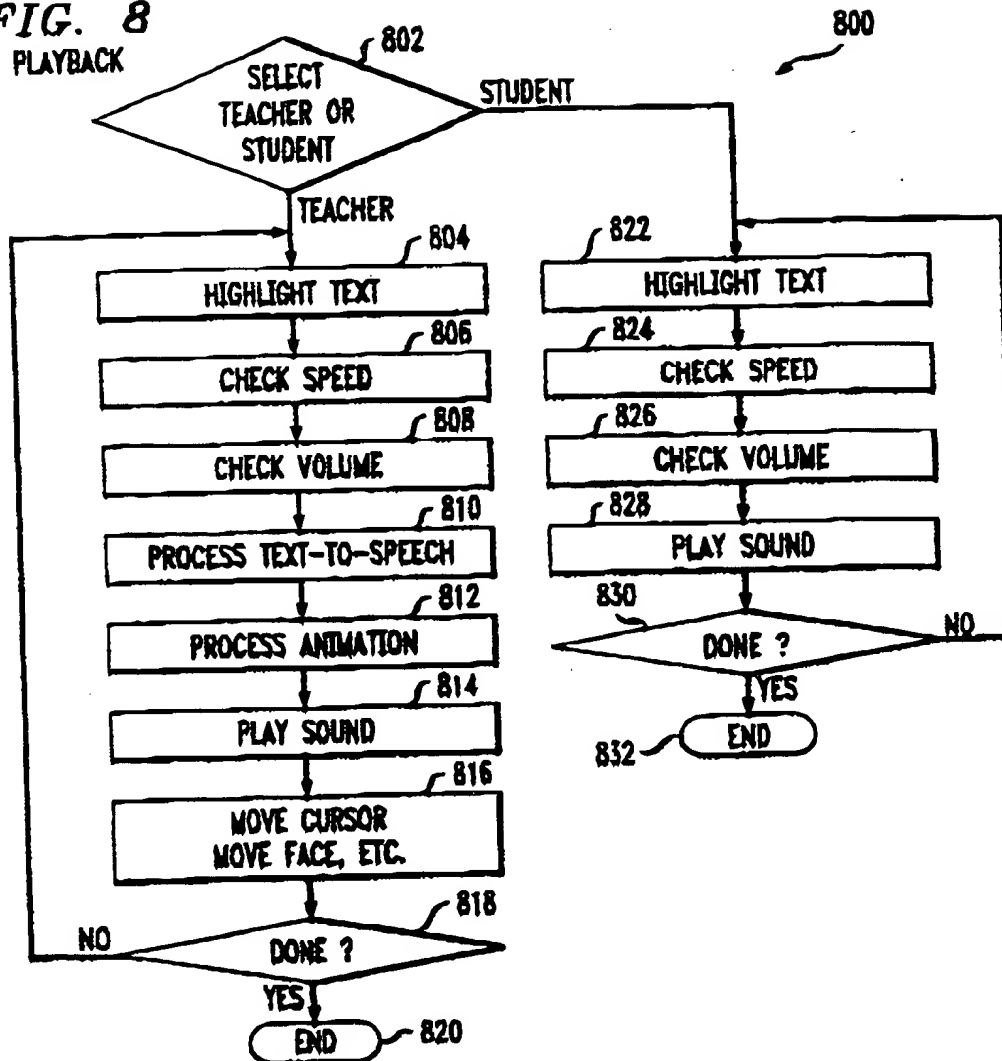 FIG. 8
PLAYBACK
800
802
SELECT
TEACHER OR
STUDENT
STUDENT
TEACHER
804
HIGHLIGHT TEXT
806
CHECK SPEED
808
CHECK VOLUME
810
PROCESS TEXT-TO-SPEECH
812
PROCESS ANIMATION
814
PLAY SOUND
816
MOVE CURSOR
MOVE FACE, ETC.
818
DONE ?
NO
YES
END
820
822
HIGHLIGHT TEXT
824
CHECK SPEED
826
CHECK VOLUME
828
PLAY SOUND
830
DONE ?
NO
YES
END
832